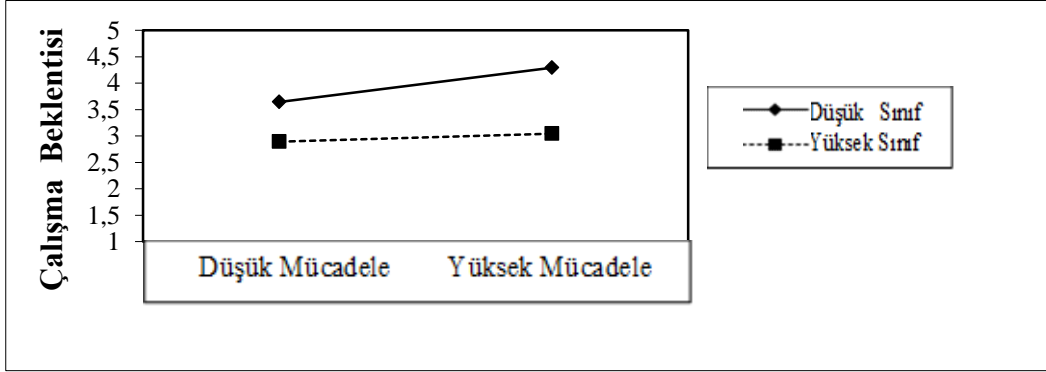 Çalışma Beklentisi
5
4,5
4
3,5
3
2,5
2
1,5
1
Düşük Mücadele Yüksek Mücadele
Düşük Sınıf
Yüksek Sınıf